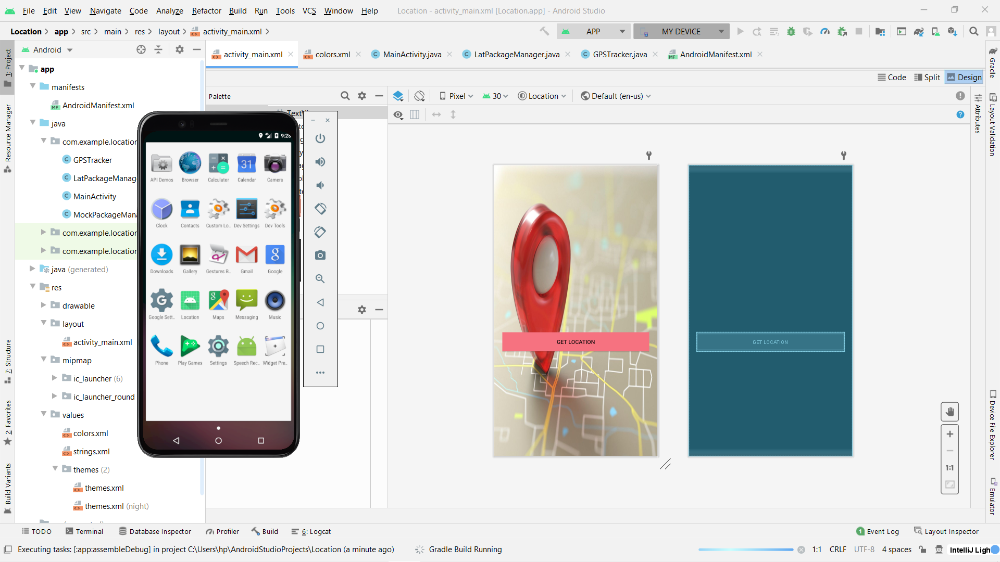 File Edit View Navigate Code Analyze Refactor Build Run Tools VCS Window Help Location - activity_main.xml [Location.app] - Android Studio
Location app src main res layout activity_main.xml APP MY DEVICE
Android activity_main.xml colors.xml MainActivity.java LatPackageManager.java GPSTracker.java AndroidManifest.xml
Code Split Design
Palette Pixel 30 Location Default (en-us)
TextVi
app
manifests
AndroidManifest.xml
java
com.example.location
GPSTracker
LatPackageManag
MainActivity
MockPackageMana
com.example.location
com.example.location
java (generated)
res
drawable
layout
activity_main.xml
mipmap
ic_launcher (6)
ic_launcher_round
values
colors.xml
strings.xml
themes (2)
themes.xml
themes.xml (night)
1: Project
Resource Manager
7: Structure
2: Favorites
Build Variants
9:26
API Demos Browser Calculator Calendar Camera
31
Clock Contacts Custom Lo.. Dev Settings Dev Tools
Downloads Gallery Gestures B.. Gmail Google
Google Sett.. Location Maps Messaging Music
Phone Play Games Settings Speech Rec.. Widget Pre..
GET LOCATION
GET LOCATION
1:1
Gradle
Attributes
Layout Validation
Device File Explorer
Emulator
TODO Terminal Database Inspector Profiler Build 6: Logcat 1 Event Log Layout Inspector
Executing tasks: [:app:assembleDebug] in project C:\Users\hp\AndroidStudioProjects\Location (a minute ago) Gradle Build Running 1:1 CRLF UTF-8 4 spaces IntelliJ Ligh